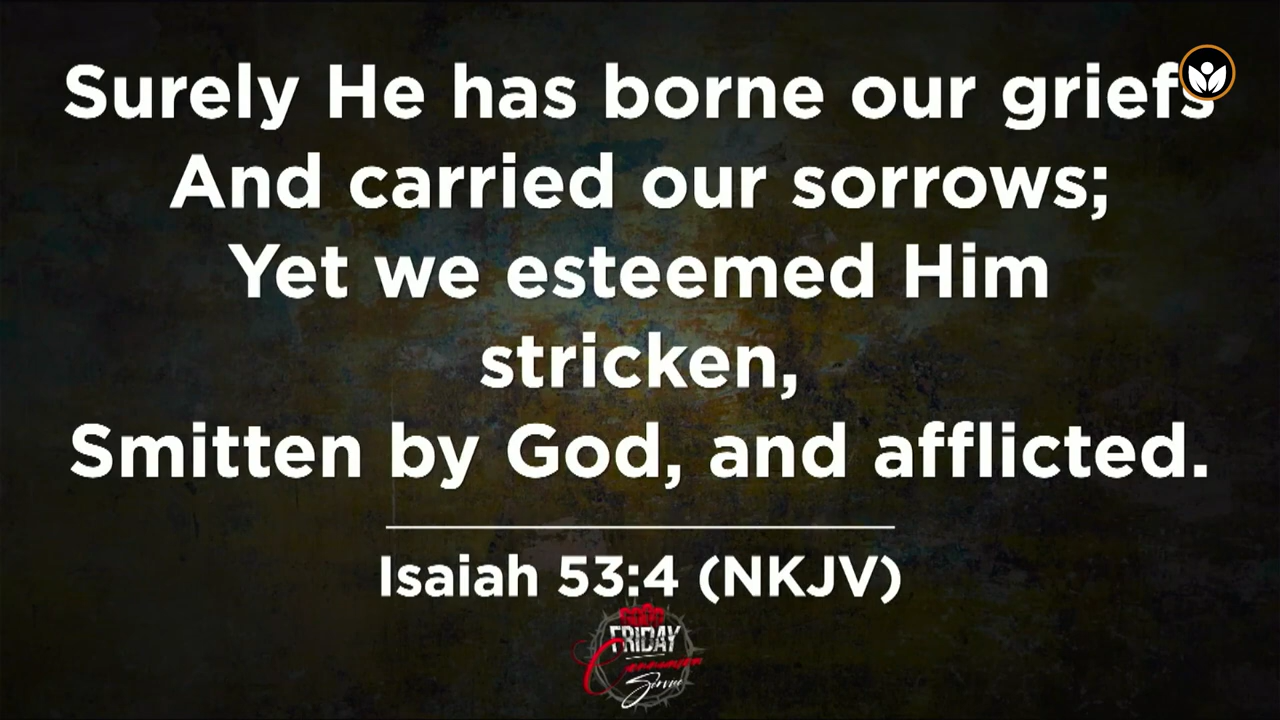 Surely He has borne our griefs
And carried our sorrows;
Yet we esteemed Him
stricken,
Smitten by God, and afflicted.
Isaiah 53:4 (NKJV)
GOOD
FRIDAY
Communion
Service